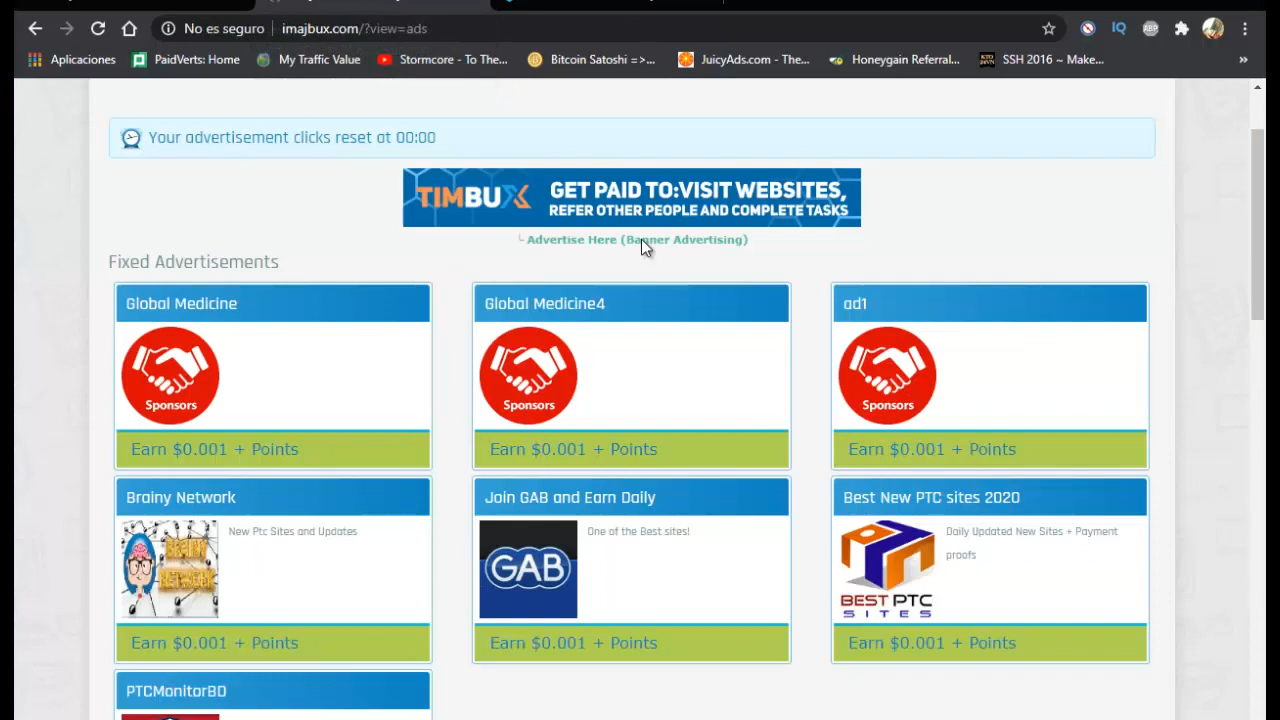 No es seguro
imajbux.com/?view=ads
IQ
ABP
Aplicaciones
PaidVerts: Home
My Traffic Value
Stormcore - To The...
Bitcoin Satoshi =>...
JuicyAds.com - The...
Honeygain Referral...
SSH 2016 ~ Make...
»
Your advertisement clicks reset at 00:00
TIMBUX
GET PAID TO:VISIT WEBSITES,
REFER OTHER PEOPLE AND COMPLETE TASKS
Advertise Here (Banner Advertising)
Fixed Advertisements
Global Medicine
Global Medicine4
ad1
Sponsors
Sponsors
Sponsors
Earn $0.001 + Points
Earn $0.001 + Points
Earn $0.001 + Points
Brainy Network
Join GAB and Earn Daily
Best New PTC sites 2020
BRAINY
NETWORK
New Ptc Sites and Updates
GAB
One of the Best sites!
BEST PTC
SITES
Daily Updated New Sites + Payment
proofs
Earn $0.001 + Points
Earn $0.001 + Points
Earn $0.001 + Points
PTCMonitorBD